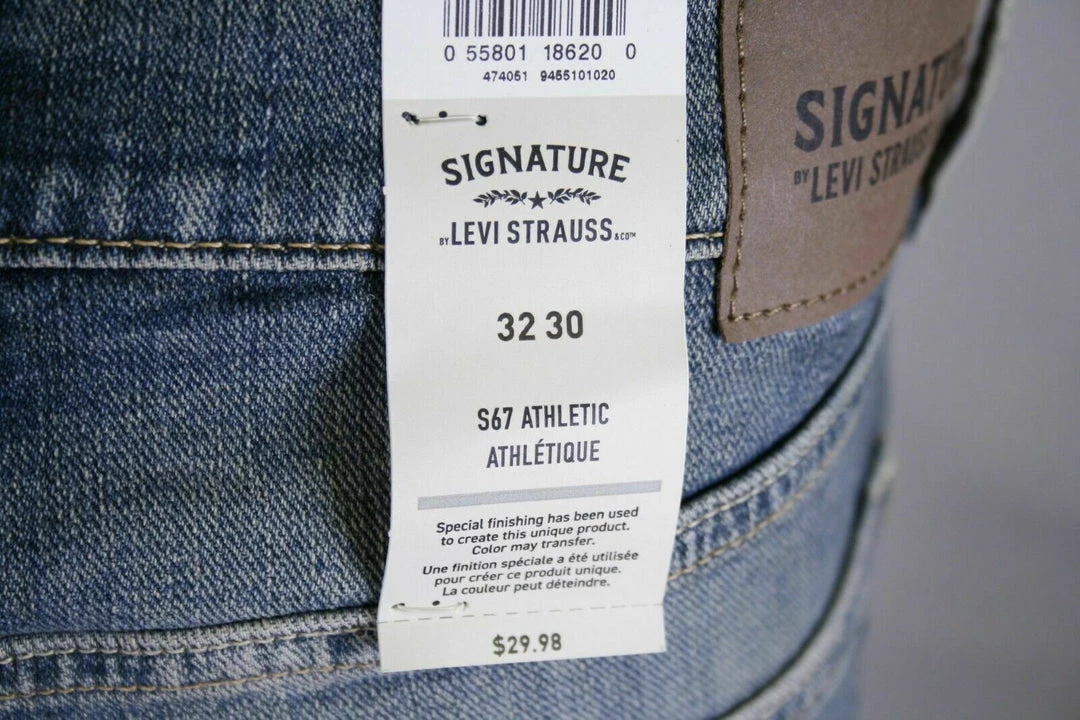 0 55801 18620 0
474051 9455101020
SIGNATURE
BY LEVI STRAUSS & CO™
32 30
S67 ATHLETIC
ATHLÉTIQUE
Special finishing has been used
to create this unique product.
Color may transfer.
Une finition spéciale a été utilisée
pour créer ce produit unique.
La couleur peut déteindre.
$29.98
SIGNATU
BY LEVI STRAUSS